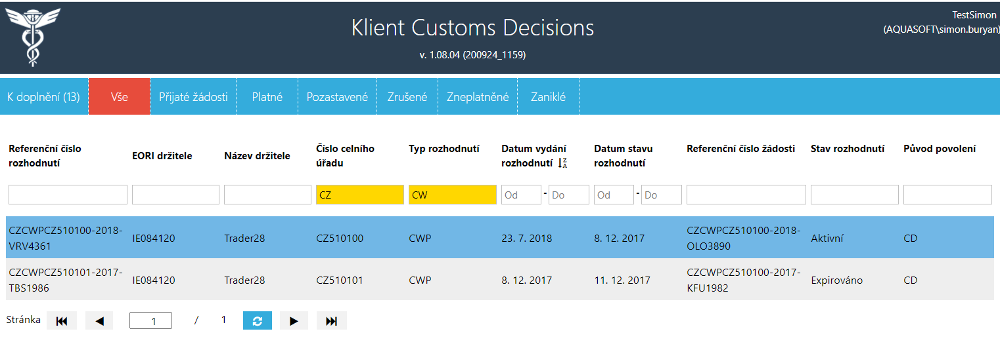 TestSimon
Klient Customs Decisions
(AQUASOFT\simon.buryan)
v. 1.08.04 (200924_1159)
K doplnění (13) Vše Přijaté žádosti Platné Pozastavené Zrušené Zneplatněné Zaniklé
Referenční číslo rozhodnutí EORI držitele Název držitele Číslo celního úřadu Typ rozhodnutí Datum vydání rozhodnutí Datum stavu rozhodnutí Referenční číslo žádosti Stav rozhodnutí Původ povolení
CZ CW Od - Do Od - Do
CZCWPCZ510100-2018-VRV4361 IE084120 Trader28 CZ510100 CWP 23. 7. 2018 8. 12. 2017 CZCWPCZ510100-2018-OLO3890 Aktivní CD
CZCWPCZ510101-2017-TBS1986 IE084120 Trader28 CZ510101 CWP 8. 12. 2017 11. 12. 2017 CZCWPCZ510100-2017-KFU1982 Expirováno CD
Stránka 1 / 1